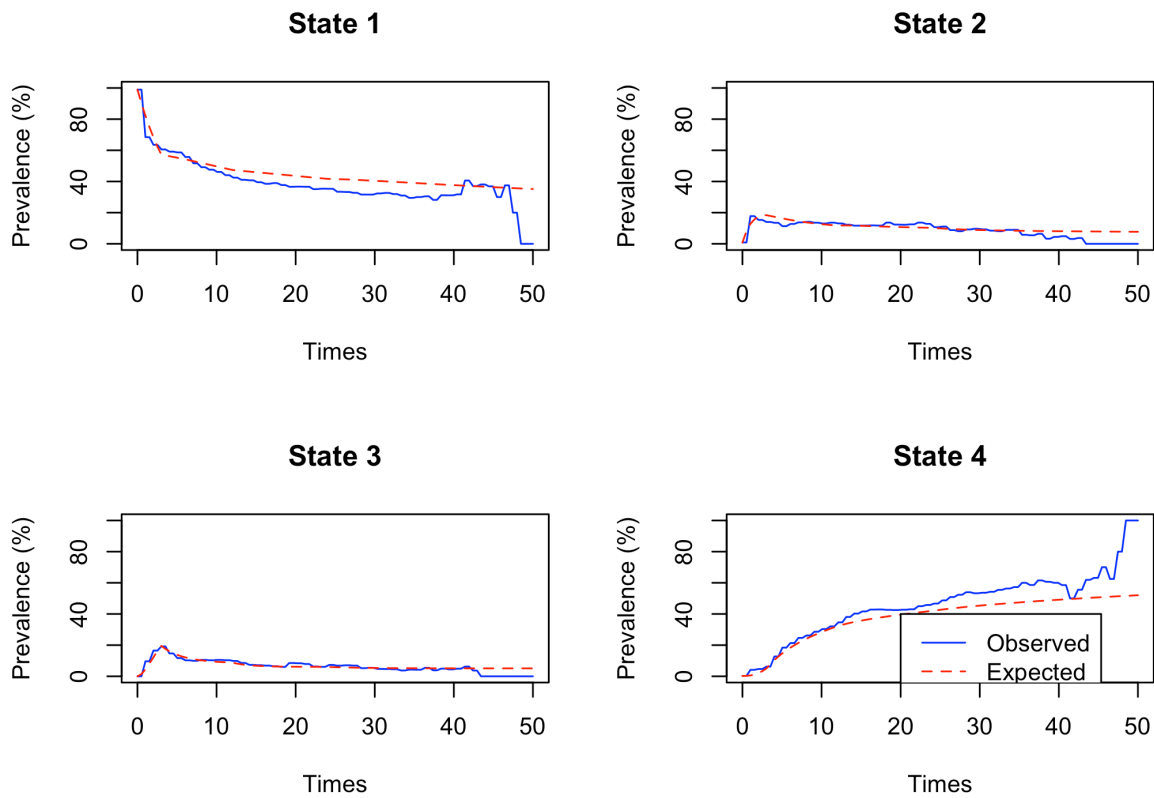 State 1
Prevalence (%)
0 40 80
0 10 20 30 40 50
Times
State 2
Prevalence (%)
0 40 80
0 10 20 30 40 50
Times
State 3
Prevalence (%)
0 40 80
0 10 20 30 40 50
Times
State 4
Prevalence (%)
0 40 80
0 10 20 30 40 50
Times
Observed
Expected